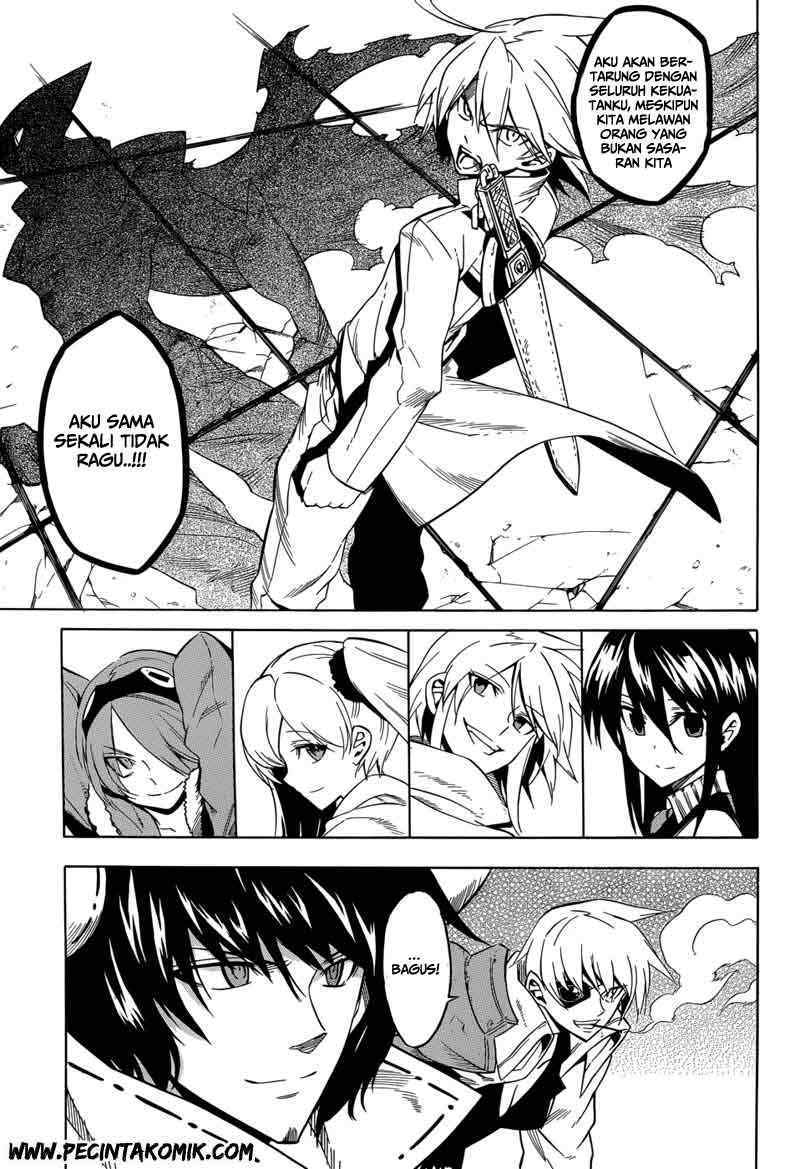 AKU AKAN BER-
TARUNG DENGAN
SELURUH KEKUA-
TANKU, MESKIPUN
KITA MELAWAN
ORANG YANG
BUKAN SASA-
RAN KITA
AKU SAMA
SEKALI TIDAK
RAGU..!!!
...
BAGUS!
WWW.PECINTAKOMIK.COM